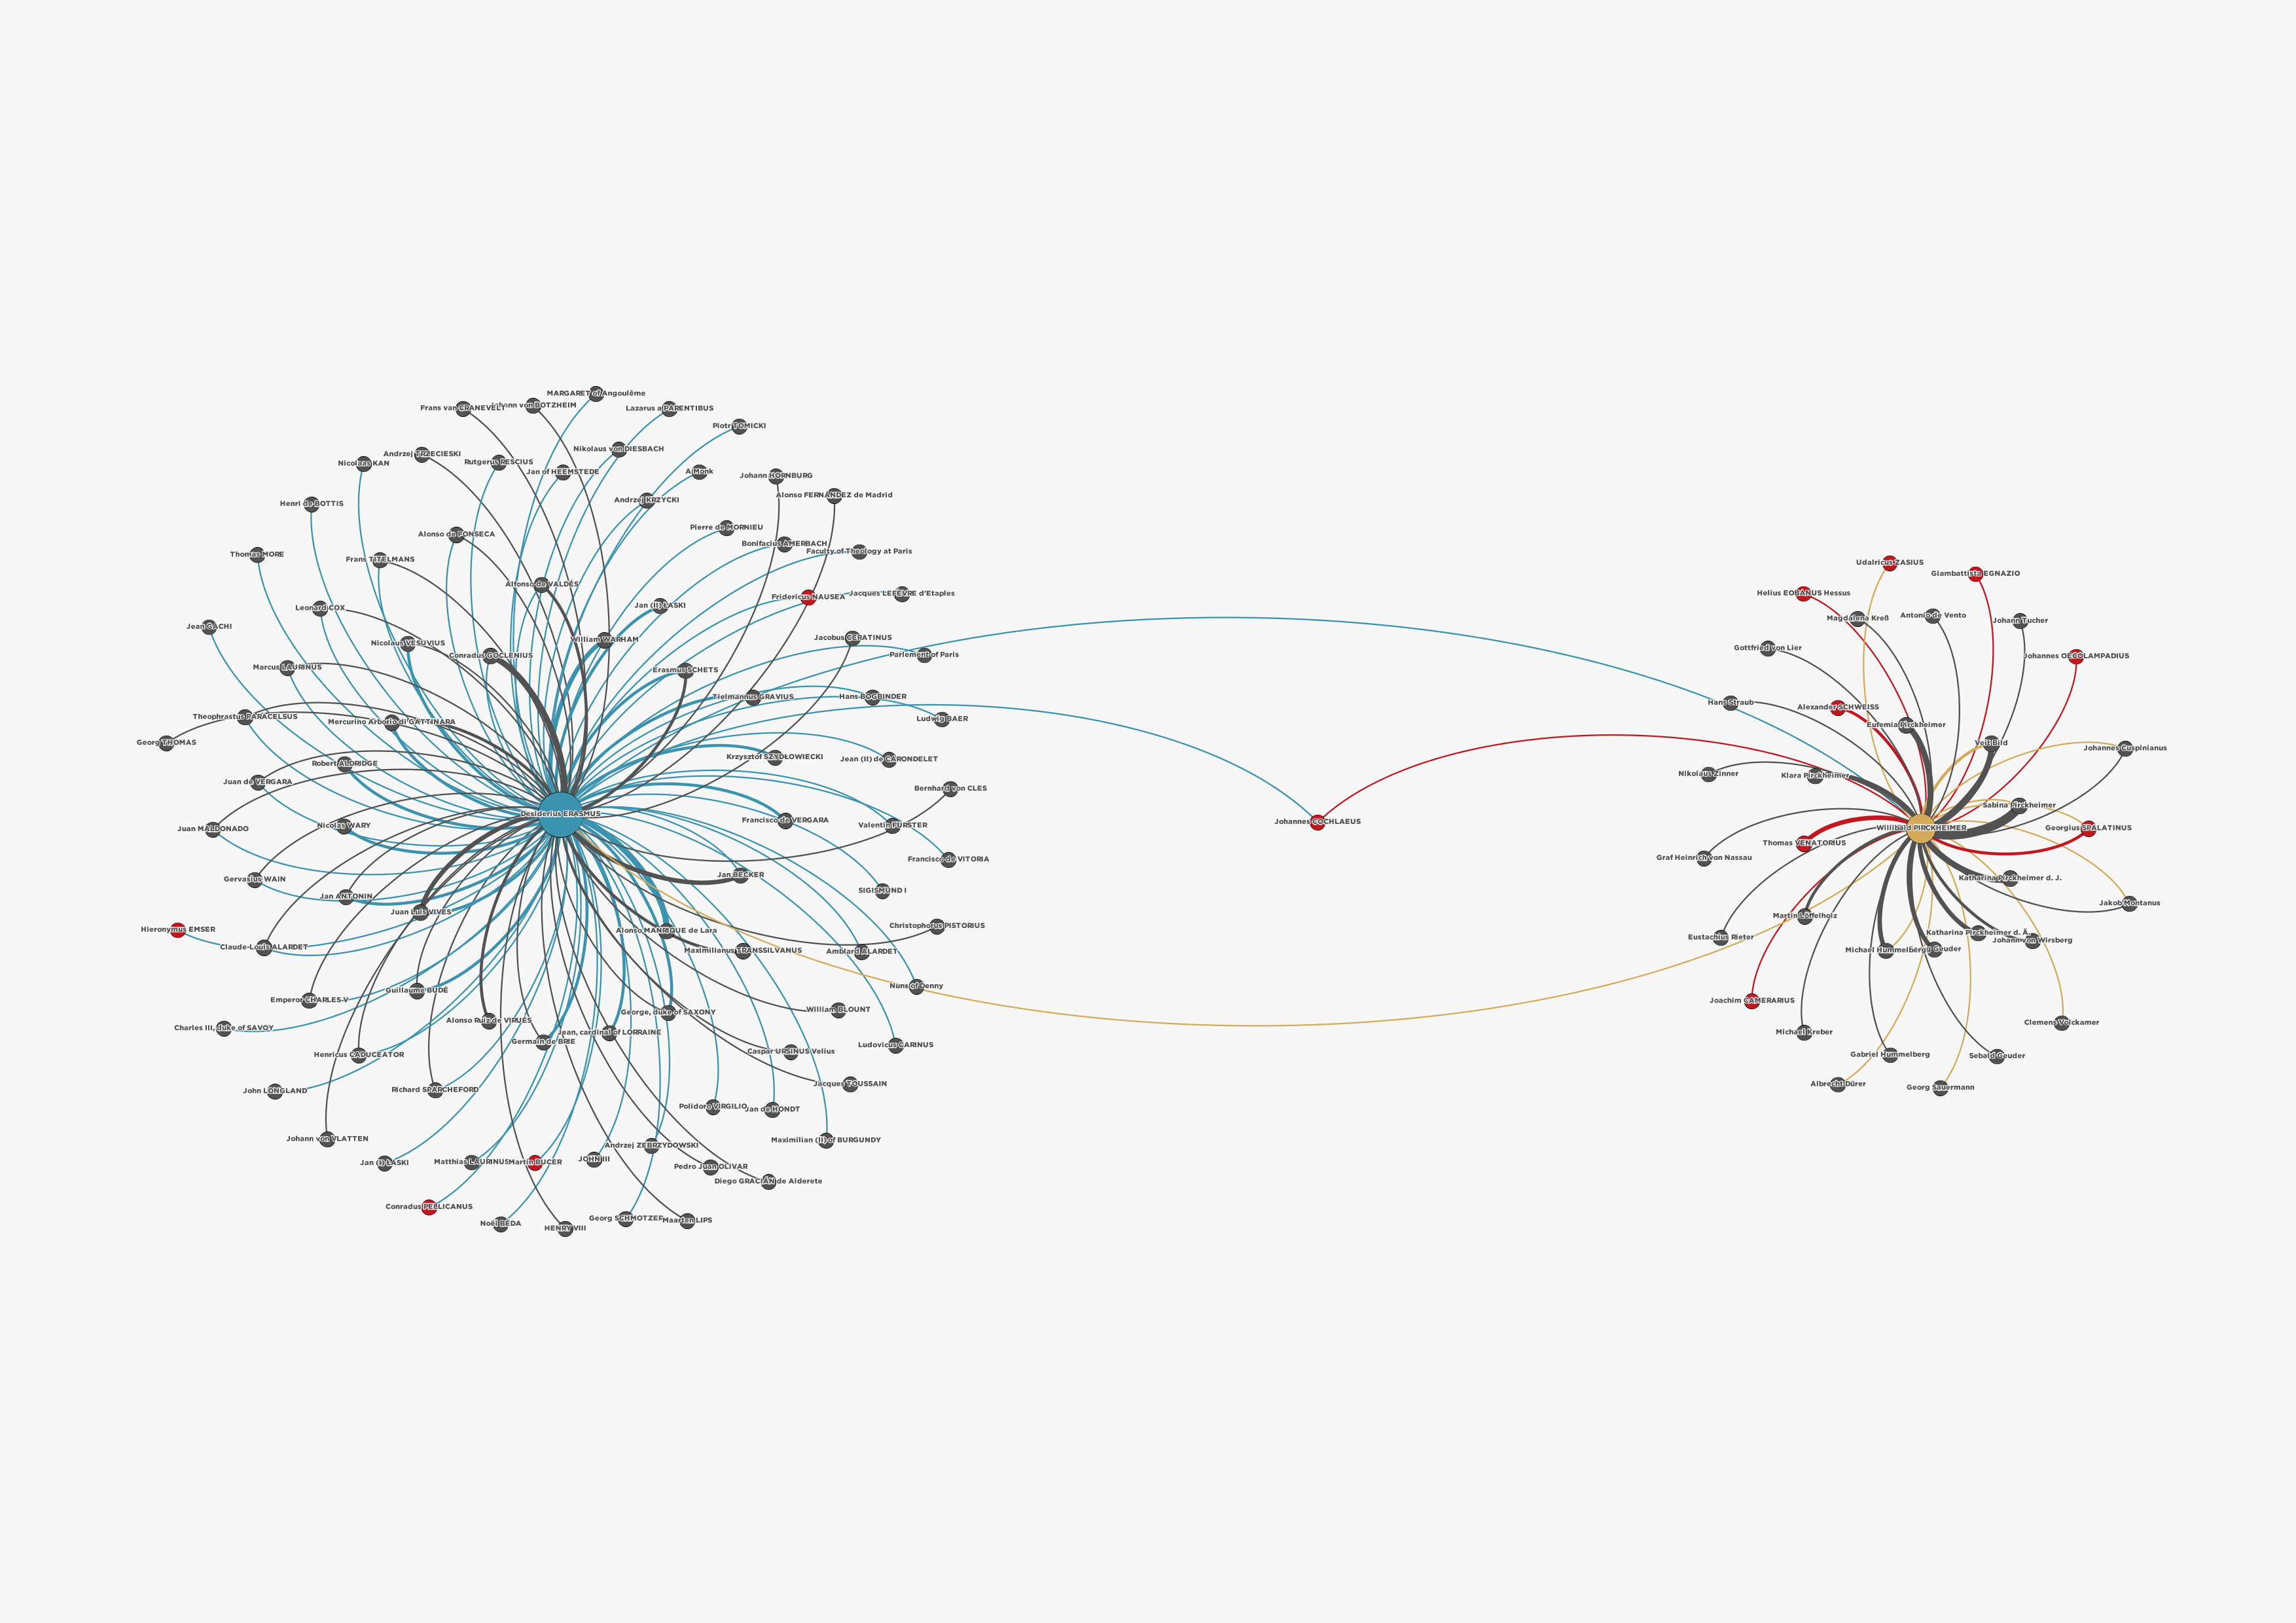 MARGARET of Angoulême
Frans van CRANEVELT
Johann von BOTZHEIM
Lazarus a PARENTIBUS
Piotr TOMICKI
Nikolaus von DIESBACH
Andrzej TRZECIESKI
Nicolaas KAN
Rutgerus RESCIUS
Jan of HEEMSTEDE
A Monk
Johann HORNBURG
Alonso FERNÁNDEZ de Madrid
Andrzej KRZYCKI
Henri de BOTTIS
Pierre de MORNIEU
Alonso de FONSECA
Bonifacius AMERBACH
Faculty of Theology at Paris
Thomas MORE
Frans TITELMANS
Alfonso de VALDÉS
Fridericus NAUSEA
Jacques LEFÈVRE d'Etaples
Jan (II) ŁASKI
Leonard COX
Jean GACHI
Nicolaus VESUVIUS
William WARHAM
Jacobus CERATINUS
Conradus GOCLENIUS
Parlement of Paris
Marcus LAURINUS
Erasmus SCHETS
Tielmannus GRAVIUS
Hans BOGBINDER
Theophrastus PARACELSUS
Mercurino Arborio di GATTINARA
Ludwig BAER
Georg THOMAS
Krzysztof SZYDŁOWIECKI
Jean (II) de CARONDELET
Robert ALDRIDGE
Juan de VERGARA
Bernhard von CLES
Desiderius ERASMUS
Francisco de VERGARA
Valentin FURSTER
Juan MALDONADO
Nicolas WARY
Francisco de VITORIA
Jan BECKER
Gervasius WAIN
SIGISMUND I
Jan ANTONIN
Juan Luis VIVES
Christophorus PISTORIUS
Hieronymus EMSER
Alonso MANRIQUE de Lara
Claude-Louis ALARDET
Maximillianus TRANSSILVANUS
Amblard ALARDET
Nuns of Denny
Guillaume BUDÉ
Emperor CHARLES V
William BLOUNT
George, duke of SAXONY
Alonso Ruiz de VIRUÉS
Charles III, duke of SAVOY
Jean, cardinal of LORRAINE
Germain de BRIE
Ludovicus CARINUS
Caspar URSINUS Velius
Henricus CADUCEATOR
Jacques TOUSSAIN
John LONGLAND
Richard SPARCHEFORD
Polidoro VIRGILIO
Jan de HONDT
Johann von VLATTEN
Maximilian (II) of BURGUNDY
Andrzej ZEBRZYDOWSKI
Jan (I) ŁASKI
Matthias LAURINUS
Martin BUCER
JOHN III
Pedro Juan OLIVAR
Diego GRACIÁN de Alderete
Conradus PELLICANUS
Noël BÉDA
HENRY VIII
Georg SCHMOTZER
Maarten LIPS
Johannes COCHLAEUS
Udalricus ZASIUS
Giambattista EGNAZIO
Helius EOBANUS Hessus
Magdalena Kreß
Antonio de Vento
Johann Tucher
Gottfried von Lier
Johannes OECOLAMPADIUS
Hans Straub
Alexander SCHWEISS
Eufemia Pirckheimer
Veit Bild
Johannes Cuspinianus
Nikolaus Zinner
Klara Pirckheimer
Sabina Pirckheimer
Willibald PIRCKHEIMER
Georgius SPALATINUS
Thomas VENATORIUS
Graf Heinrich von Nassau
Katharina Pirckheimer d. J.
Jakob Montanus
Martin Löffelholz
Katharina Pirckheimer d. Ä.
Eustachius Rieter
Johann von Wirsberg
Michael Hummelberg
Geuder
Joachim CAMERARIUS
Clemens Volckamer
Michael Kreber
Gabriel Hummelberg
Sebald Geuder
Albrecht Dürer
Georg Sauermann